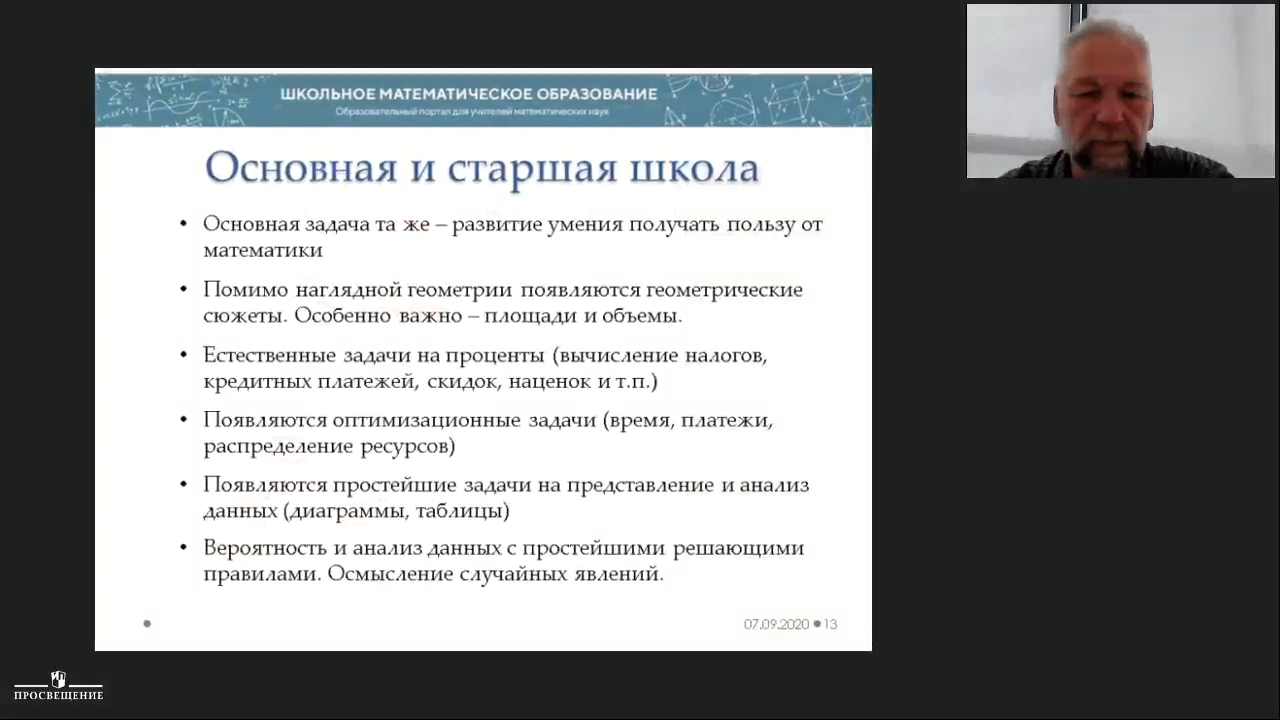 ШКОЛЬНОЕ МАТЕМАТИЧЕСКОЕ ОБРАЗОВАНИЕ
Образовательный портал для учителей математических наук
Основная и старшая школа
• Основная задача та же – развитие умения получать пользу от
математики
• Помимо наглядной геометрии появляются геометрические
сюжеты. Особенно важно – площади и объемы.
• Естественные задачи на проценты (вычисление налогов,
кредитных платежей, скидок, наценок и т.п.)
• Появляются оптимизационные задачи (время, платежи,
распределение ресурсов)
• Появляются простейшие задачи на представление и анализ
данных (диаграммы, таблицы)
• Вероятность и анализ данных с простейшими решающими
правилами. Осмысление случайных явлений.
07.09.2020 • 13
ПРОСВЕЩЕНИЕ